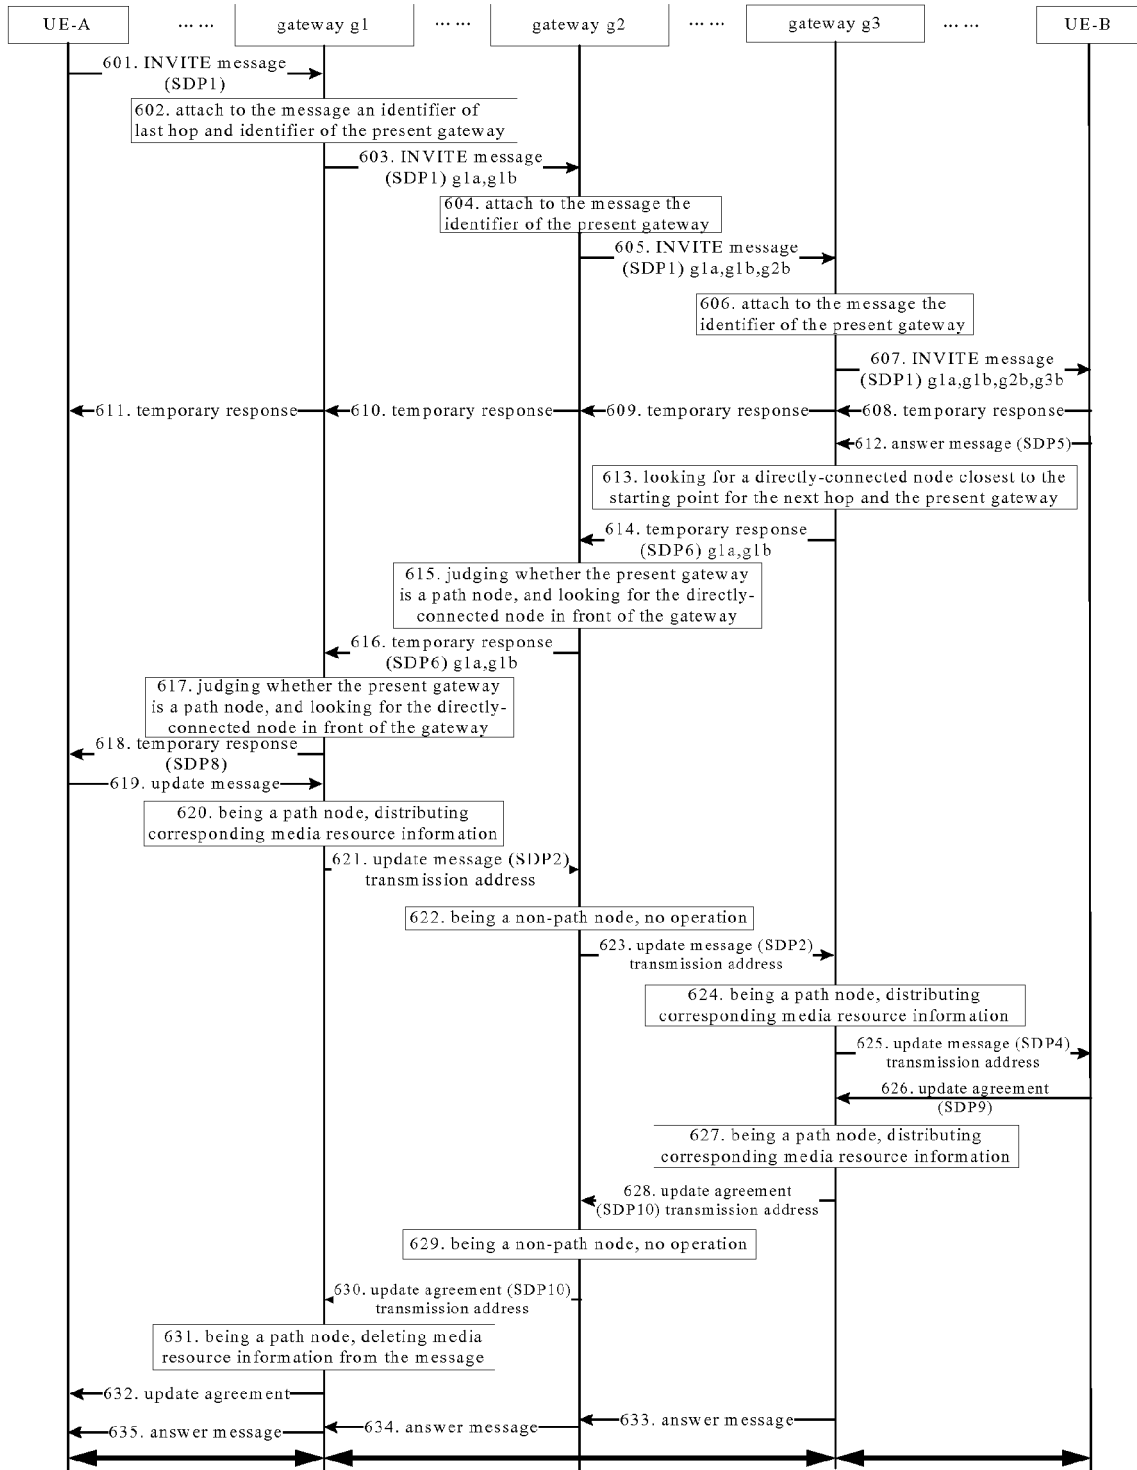 UE-A
... ...
gateway g1
... ...
gateway g2
... ...
gateway g3
... ...
UE-B
601. INVITE message
(SDP1)
602. attach to the message an identifier of
last hop and identifier of the present gateway
603. INVITE message
(SDP1) g1a,g1b
604. attach to the message the
identifier of the present gateway
605. INVITE message
(SDP1) g1a,g1b,g2b
606. attach to the message the
identifier of the present gateway
607. INVITE message
(SDP1) g1a,g1b,g2b,g3b
611. temporary response
610. temporary response
609. temporary response
608. temporary response
612. answer message (SDP5)
613. looking for a directly-connected node closest to the
starting point for the next hop and the present gateway
614. temporary response
(SDP6) g1a,g1b
615. judging whether the present gateway
is a path node, and looking for the directly-
connected node in front of the gateway
616. temporary response
(SDP6) g1a,g1b
617. judging whether the present gateway
is a path node, and looking for the directly-
connected node in front of the gateway
618. temporary response
(SDP8)
619. update message
620. being a path node, distributing
corresponding media resource information
621. update message (SDP2)
transmission address
622. being a non-path node, no operation
623. update message (SDP2)
transmission address
624. being a path node, distributing
corresponding media resource information
625. update message (SDP4)
transmission address
626. update agreement
(SDP9)
627. being a path node, distributing
corresponding media resource information
628. update agreement
(SDP10) transmission address
629. being a non-path node, no operation
630. update agreement (SDP10)
transmission address
631. being a path node, deleting media
resource information from the message
632. update agreement
635. answer message
634. answer message
633. answer message